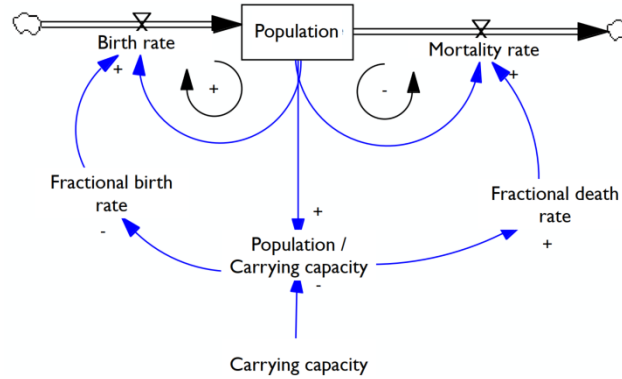 Population
Birth rate
Mortality rate
+
+
+
-
Fractional birth
rate
-
Fractional death
rate
+
+
Population /
Carrying capacity
-
Carrying capacity